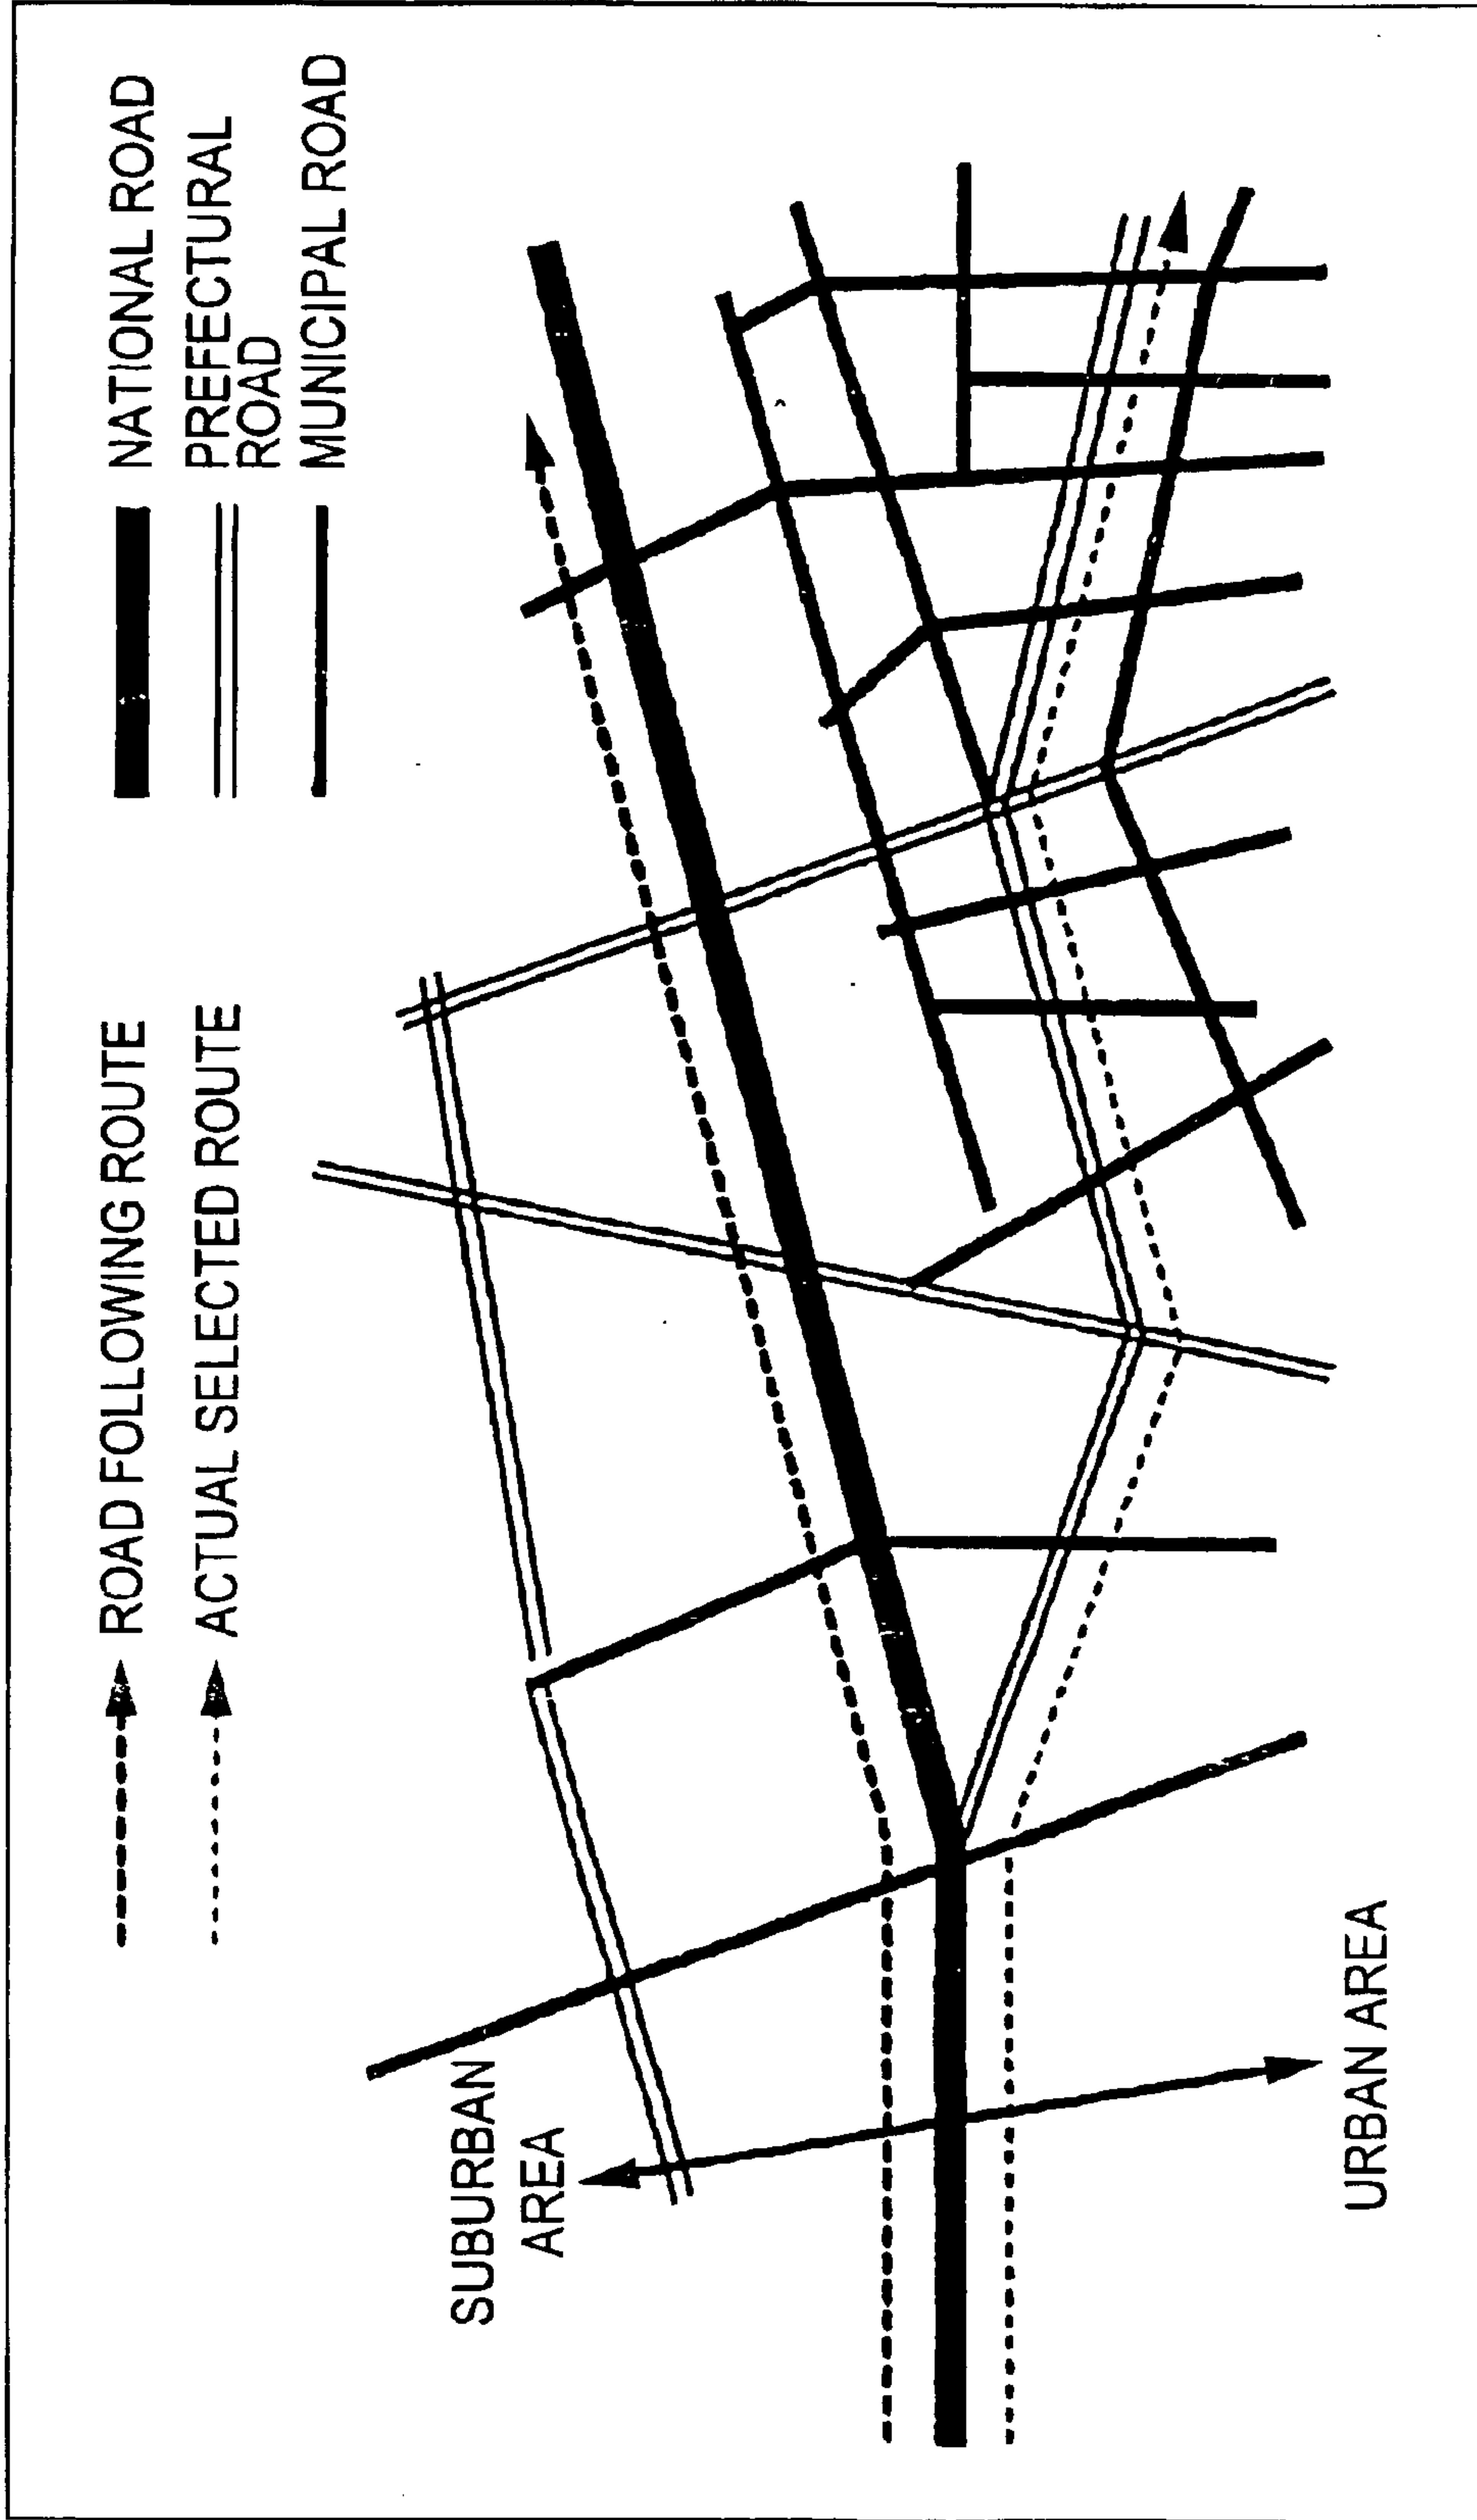 ROAD FOLLOWING ROUTE
ACTUAL SELECTED ROUTE
NATIONAL ROAD
PREFECTURAL
ROAD
MUNICIPAL ROAD
SUBURBAN
AREA
URBAN AREA